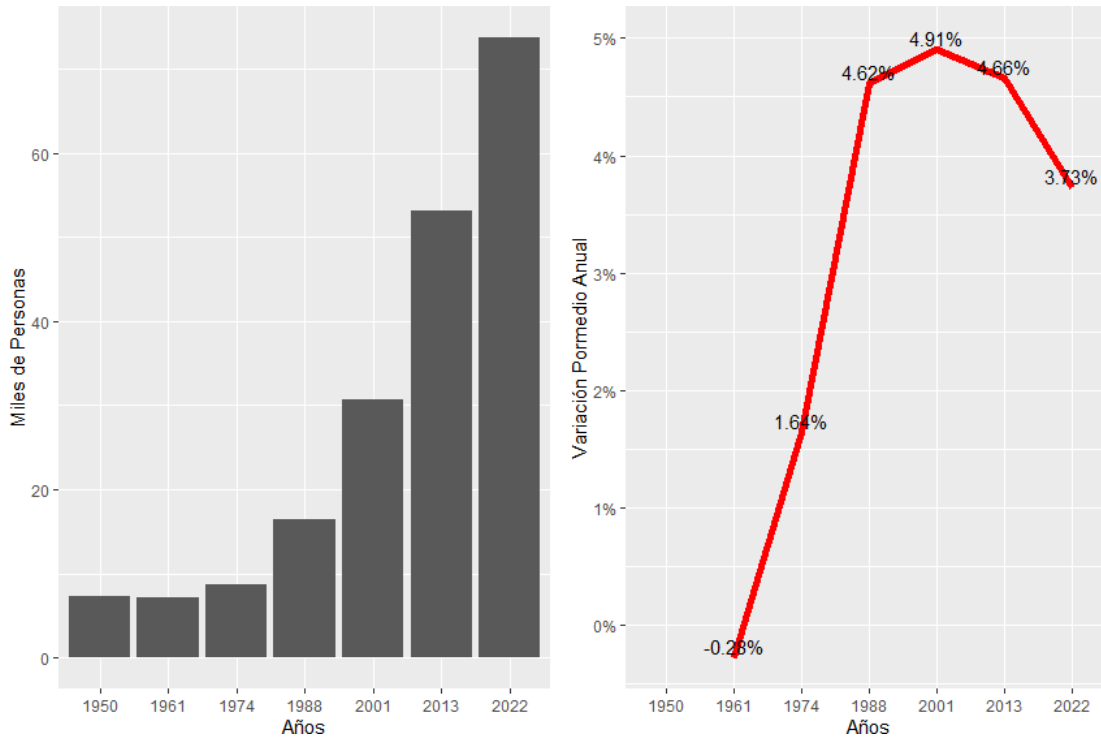 Miles de Personas
60
40
20
0
1950 1961 1974 1988 2001 2013 2022
Años
Variación Pormedio Anual
5%
4%
3%
2%
1%
0%
-0.28%
1.64%
4.62%
4.91%
4.66%
3.73%
1950 1961 1974 1988 2001 2013 2022
Años